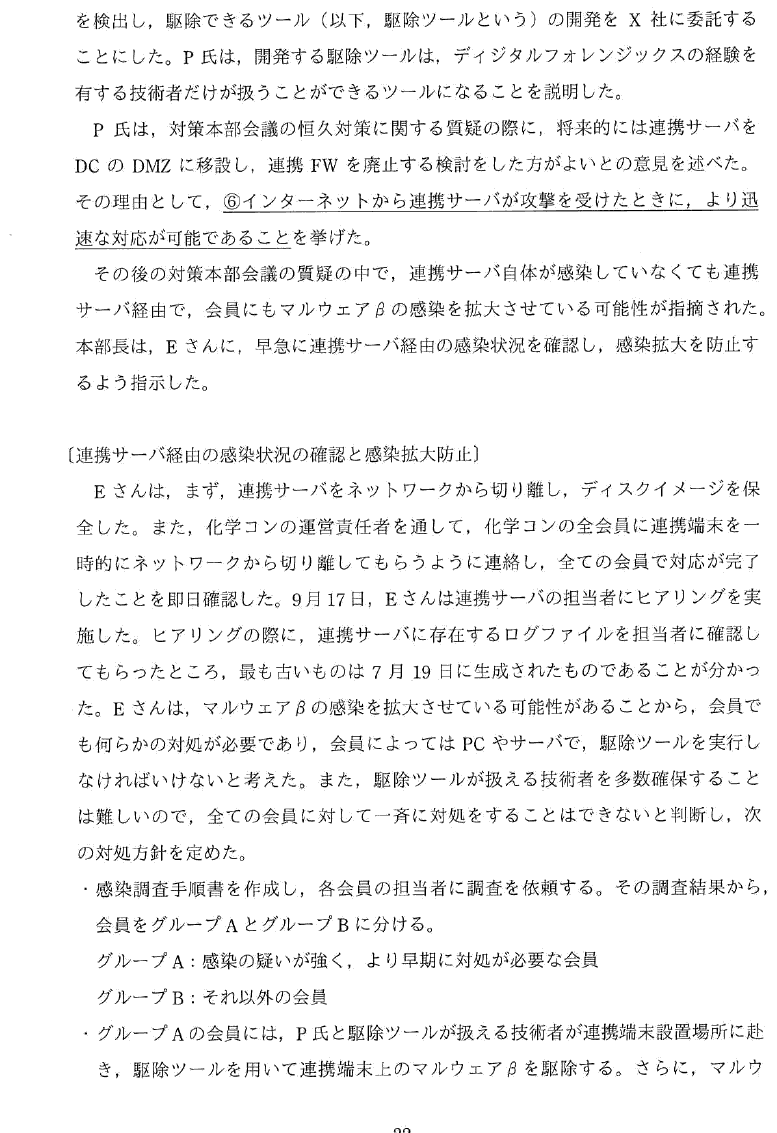 を検出し，駆除できるツール（以下，駆除ツールという）の開発を X 社に委託する
ことにした。P 氏は，開発する駆除ツールは，ディジタルフォレンジックスの経験を
有する技術者だけが扱うことができるツールになることを説明した。
P 氏は，対策本部会議の恒久対策に関する質疑の際に，将来的には連携サーバを
DC の DMZ に移設し，連携 FW を廃止する検討をした方がよいとの意見を述べた。
その理由として，⑥インターネットから連携サーバが攻撃を受けたときに，より迅
速な対応が可能であることを挙げた。
その後の対策本部会議の質疑の中で，連携サーバ自体が感染していなくても連携
サーバ経由で，会員にもマルウェアβの感染を拡大させている可能性が指摘された。
本部長は，E さんに，早急に連携サーバ経由の感染状況を確認し，感染拡大を防止す
るよう指示した。
〔連携サーバ経由の感染状況の確認と感染拡大防止〕
E さんは，まず，連携サーバをネットワークから切り離し，ディスクイメージを保
全した。また，化学コンの運営責任者を通して，化学コンの全会員に連携端末を一
時的にネットワークから切り離してもらうように連絡し，全ての会員で対応が完了
したことを即日確認した。9月17日，Eさんは連携サーバの担当者にヒアリングを実
施した。ヒアリングの際に，連携サーバに存在するログファイルを担当者に確認し
てもらったところ，最も古いものは 7 月 19 日に生成されたものであることが分かっ
た。E さんは，マルウェアβの感染を拡大させている可能性があることから，会員で
も何らかの対処が必要であり，会員によっては PC やサーバで，駆除ツールを実行し
なければいけないと考えた。また，駆除ツールが扱える技術者を多数確保すること
は難しいので，全ての会員に対して一斉に対処をすることはできないと判断し，次
の対処方針を定めた。
・感染調査手順書を作成し，各会員の担当者に調査を依頼する。その調査結果から，
会員をグループ A とグループ B に分ける。
グループ A：感染の疑いが強く，より早期に対処が必要な会員
グループ B：それ以外の会員
・グループ A の会員には，P 氏と駆除ツールが扱える技術者が連携端末設置場所に赴
き，駆除ツールを用いて連携端末上のマルウェアβを駆除する。さらに，マルウ